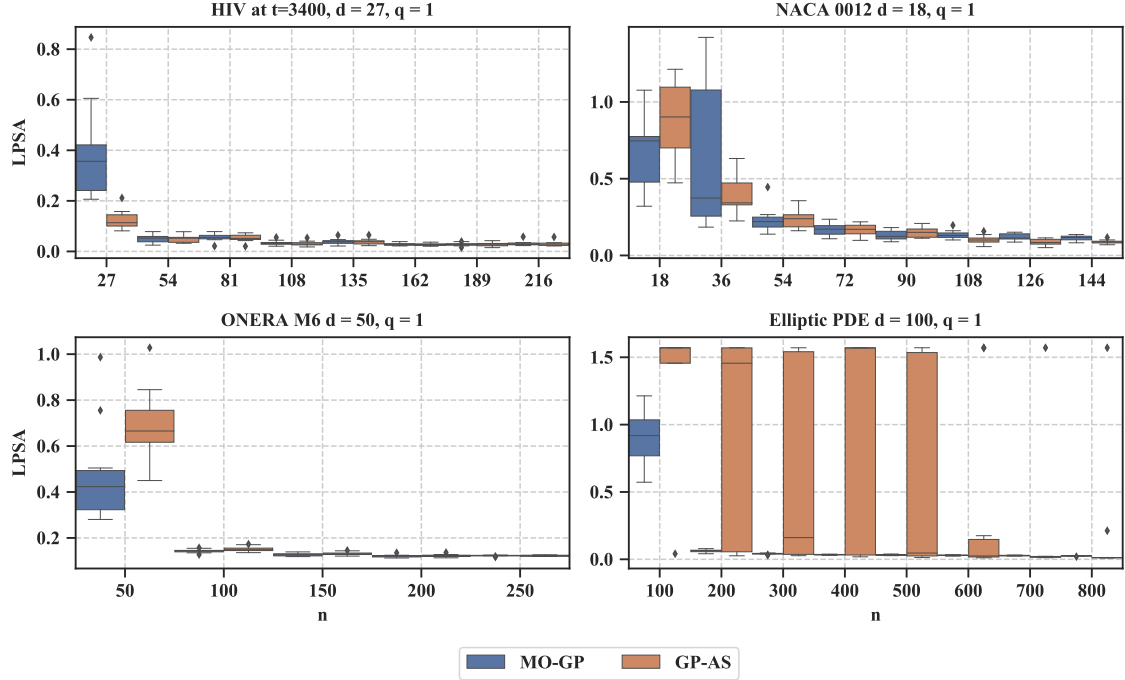 HIV at t=3400, d = 27, q = 1
LPSA
0.8
0.6
0.4
0.2
0.0
27 54 81 108 135 162 189 216
NACA 0012 d = 18, q = 1
1.0
0.5
0.0
18 36 54 72 90 108 126 144
ONERA M6 d = 50, q = 1
LPSA
1.0
0.8
0.6
0.4
0.2
50 100 150 200 250
n
Elliptic PDE d = 100, q = 1
1.5
1.0
0.5
0.0
100 200 300 400 500 600 700 800
n
MO-GP GP-AS